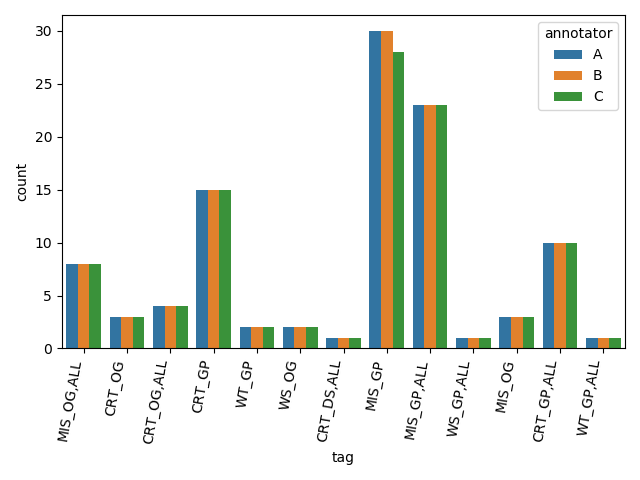 annotator
A
B
C
count
30
25
20
15
10
5
0
MIS_OG,ALL
CRT_OG
CRT_OG,ALL
CRT_GP
WT_GP
WS_OG
CRT_DS,ALL
MIS_GP
MIS_GP,ALL
WS_GP,ALL
MIS_OG
CRT_GP,ALL
WT_GP,ALL
tag